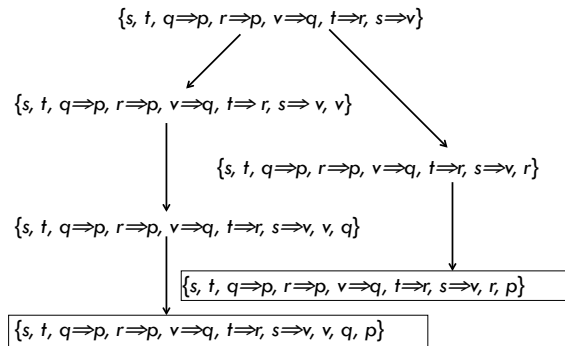 {s, t, q⇒p, r⇒p, v⇒q, t⇒r, s⇒v}
{s, t, q⇒p, r⇒p, v⇒q, t⇒ r, s⇒ v, v}
{s, t, q⇒p, r⇒p, v⇒q, t⇒r, s⇒v, r}
{s, t, q⇒p, r⇒p, v⇒q, t⇒r, s⇒v, v, q}
{s, t, q⇒p, r⇒p, v⇒q, t⇒r, s⇒v, r, p}
{s, t, q⇒p, r⇒p, v⇒q, t⇒r, s⇒v, v, q, p}